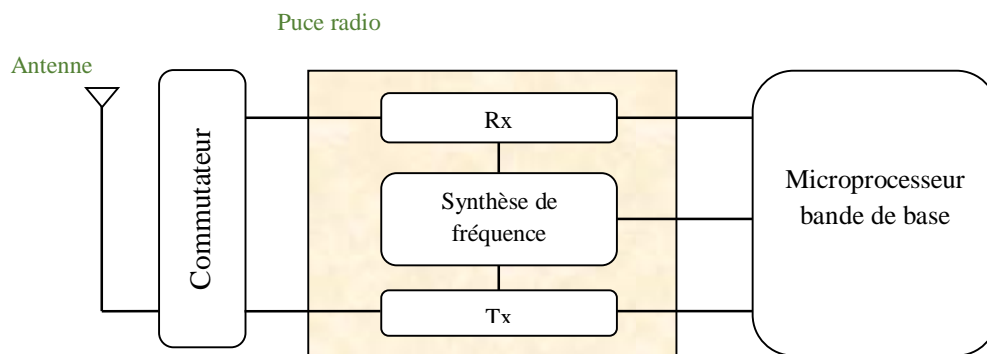 Puce radio
Antenne
Commutateur
Rx
Synthèse de
fréquence
Tx
Microprocesseur
bande de base